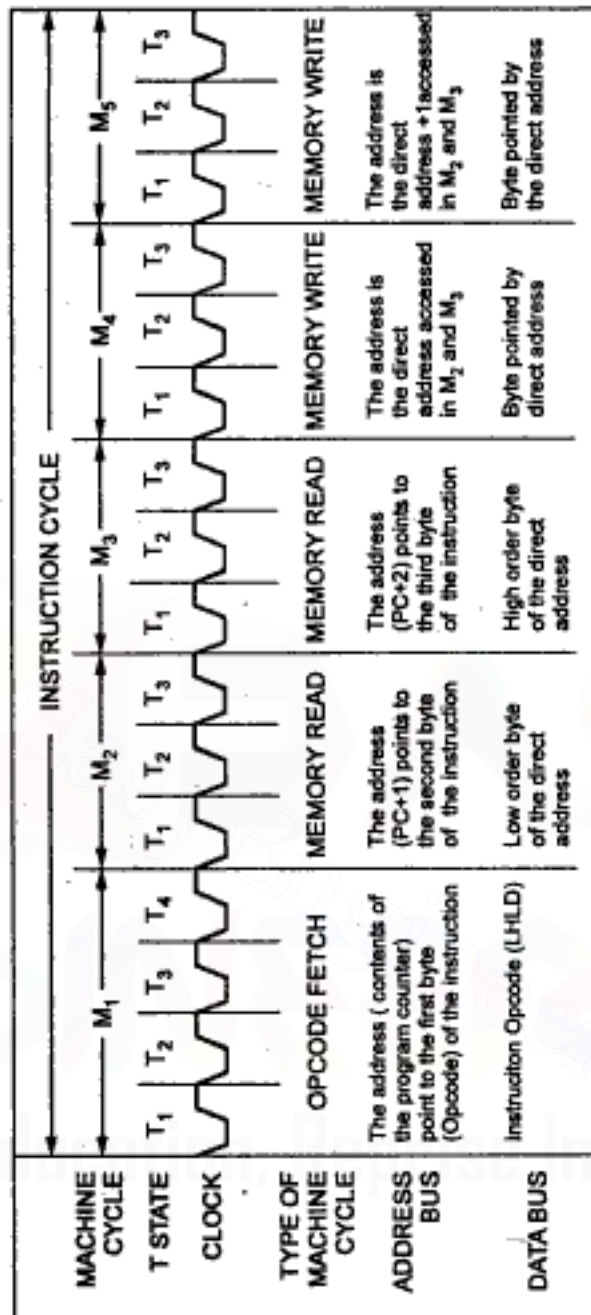 INSTRUCTION CYCLE
MACHINE
CYCLE
M1
M2
M3
M4
M5
T STATE
T1
T2
T3
T4
T1
T2
T3
T1
T2
T3
T1
T2
T3
T1
T2
T3
CLOCK
TYPE OF
MACHINE
CYCLE
OPCODE FETCH
MEMORY READ
MEMORY READ
MEMORY WRITE
MEMORY WRITE
ADDRESS
BUS
The address ( contents of
the program counter)
point to the first byte
(Opcode) of the instruction
The address
(PC+1) points to
the second byte
of the instruction
The address
(PC+2) points to
the third byte
of the instruction
The address is
the direct
address accessed
in M2 and M3
The address is
the direct
address +1accessed
in M2 and M3
DATA BUS
Instruciton Opcode (LHLD)
Low order byte
of the direct
address
High order byte
of the direct
address
Byte pointed by
direct address
Byte pointed by
the direct address